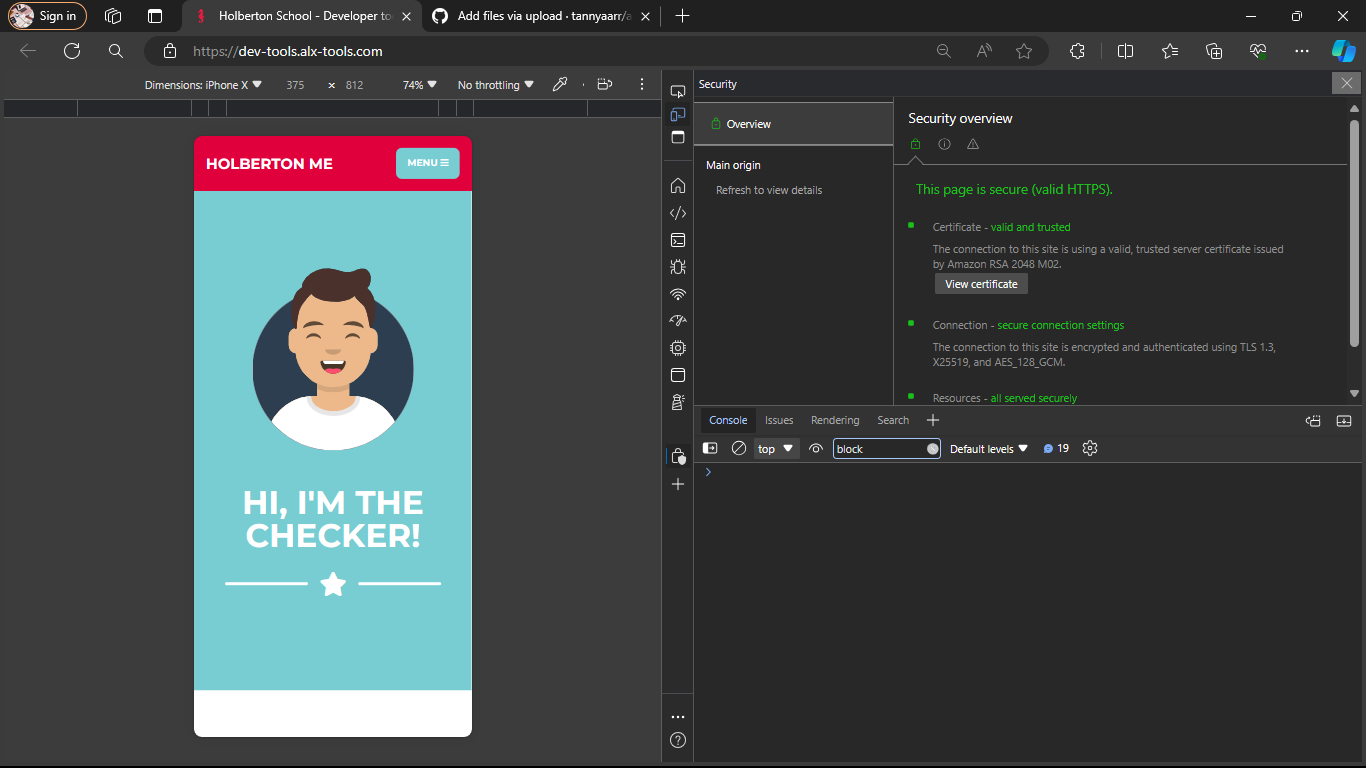 Sign in
Holberton School - Developer to
Add files via upload · tannyaarr/a
https://dev-tools.alx-tools.com
Dimensions: iPhone X
375
×
812
74%
No throttling
HOLBERTON ME
MENU
HI, I'M THE
CHECKER!
Security
Overview
Main origin
Refresh to view details
Security overview
This page is secure (valid HTTPS).
Certificate - valid and trusted
The connection to this site is using a valid, trusted server certificate issued
by Amazon RSA 2048 M02.
View certificate
Connection - secure connection settings
The connection to this site is encrypted and authenticated using TLS 1.3,
X25519, and AES_128_GCM.
Resources - all served securely
Console
Issues
Rendering
Search
top
block
Default levels
19